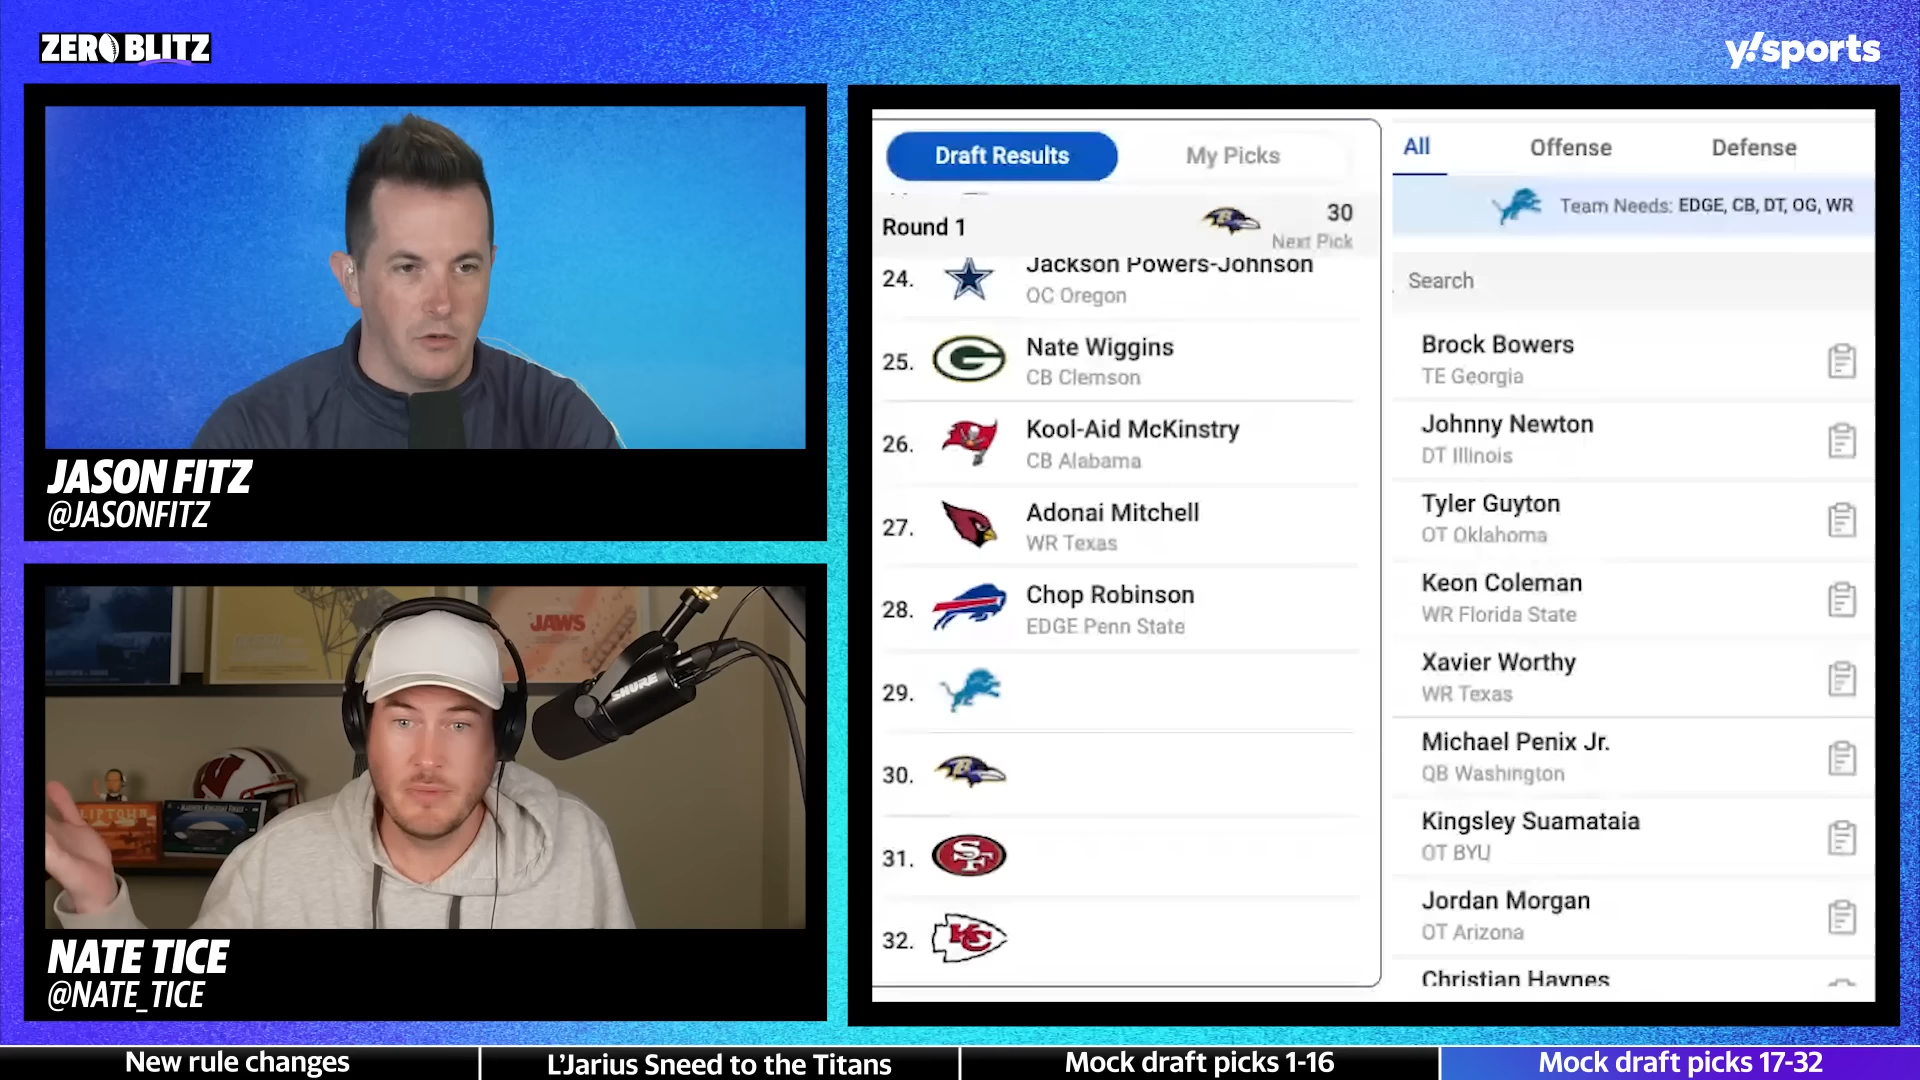 ZERO BLITZ
y!sports
JASON FITZ
@JASONFITZ
JAWS
SHURE
NATE TICE
@NATE_TICE
Draft Results
My Picks
Round 1
30
Next Pick
24.
Jackson Powers-Johnson
OC Oregon
25.
Nate Wiggins
CB Clemson
26.
Kool-Aid McKinstry
CB Alabama
27.
Adonai Mitchell
WR Texas
28.
Chop Robinson
EDGE Penn State
29.
30.
31.
SF
32.
KC
All
Offense
Defense
Team Needs: EDGE, CB, DT, OG, WR
Search
Brock Bowers
TE Georgia
Johnny Newton
DT Illinois
Tyler Guyton
OT Oklahoma
Keon Coleman
WR Florida State
Xavier Worthy
WR Texas
Michael Penix Jr.
QB Washington
Kingsley Suamataia
OT BYU
Jordan Morgan
OT Arizona
Christian Haynes
New rule changes
L'Jarius Sneed to the Titans
Mock draft picks 1-16
Mock draft picks 17-32